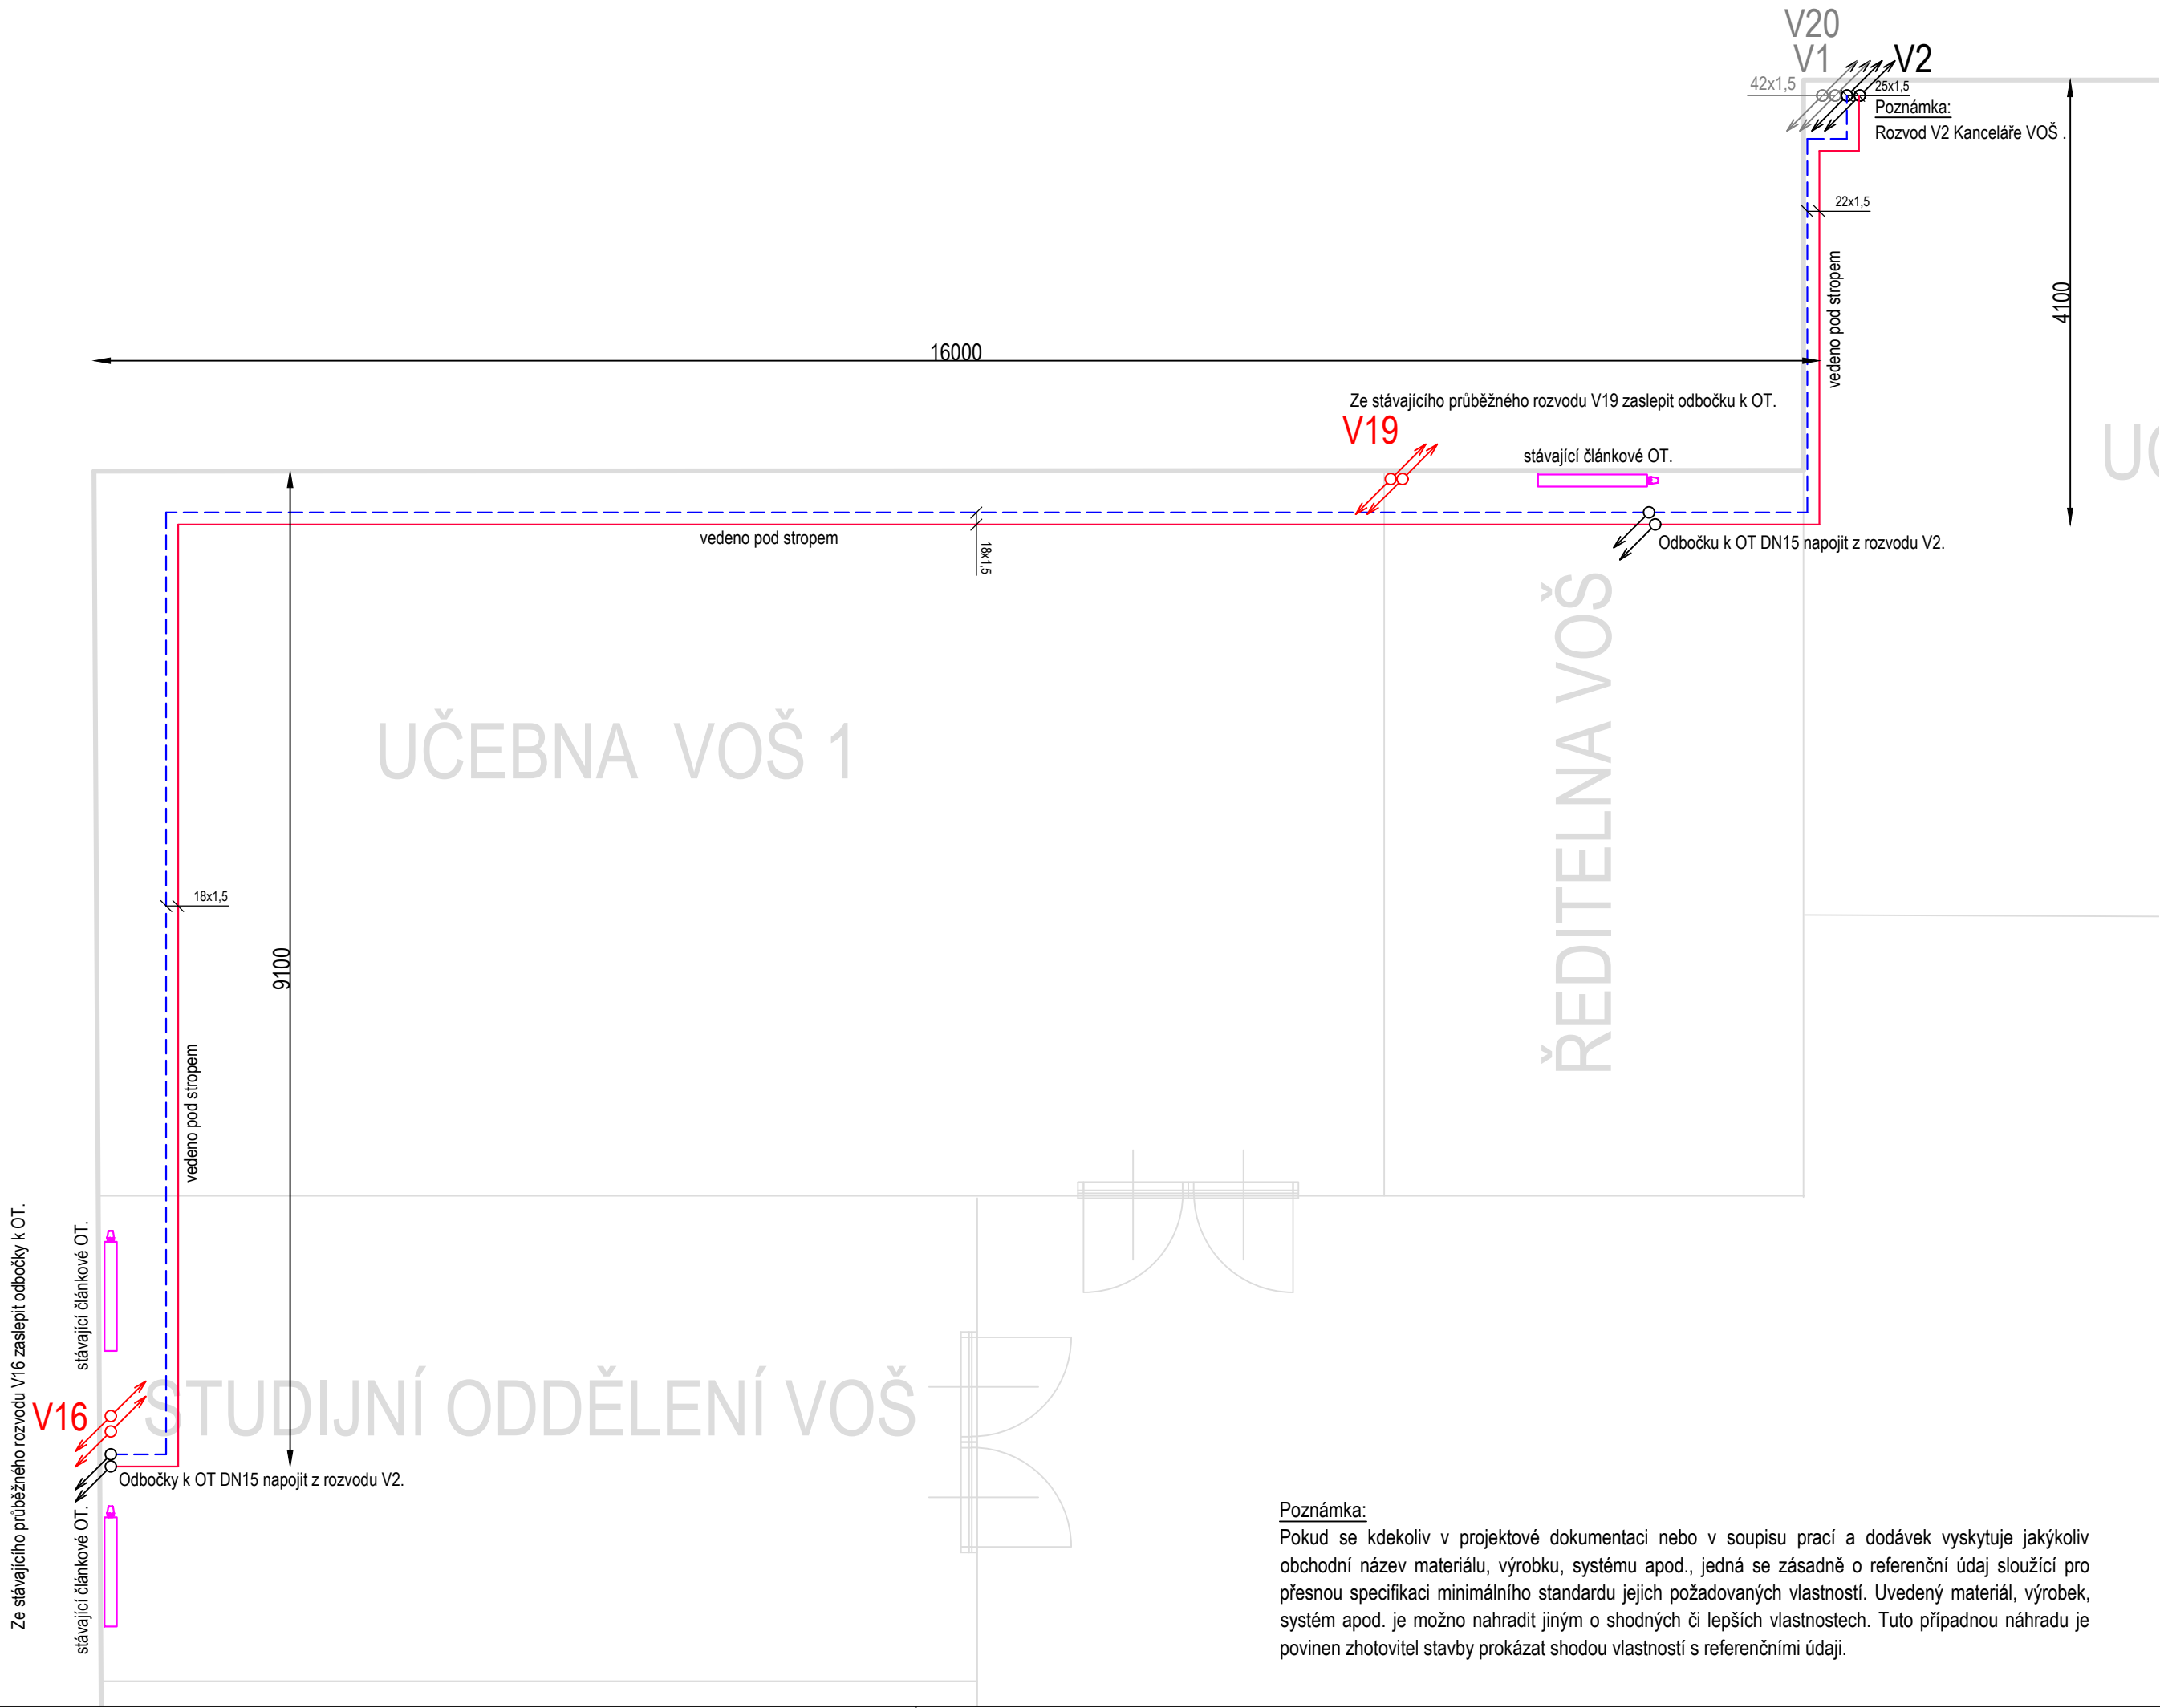 V20
V1
V2
42x1,5
25x1,5
Poznámka:
Rozvod V2 Kanceláře VOŠ .
22x1,5
vedeno pod stropem
4100
16000
Ze stávajícího průběžného rozvodu V19 zaslepit odbočku k OT.
V19
stávající článkové OT.
vedeno pod stropem
18x1,5
Odbočku k OT DN15 napojit z rozvodu V2.
UČEBNA VOŠ 1
ŘEDITELNA VOŠ
18x1,5
9100
vedeno pod stropem
Ze stávajícího průběžného rozvodu V16 zaslepit odbočky k OT.
stávající článkové OT.
V16
STUDIJNÍ ODDĚLENÍ VOŠ
Odbočky k OT DN15 napojit z rozvodu V2.
stávající článkové OT.
Poznámka:
Pokud se kdekoliv v projektové dokumentaci nebo v soupisu prací a dodávek vyskytuje jakýkoliv
obchodní název materiálu, výrobku, systému apod., jedná se zásadně o referenční údaj sloužící pro
přesnou specifikaci minimálního standardu jejich požadovaných vlastností. Uvedený materiál, výrobek,
systém apod. je možno nahradit jiným o shodných či lepších vlastnostech. Tuto případnou náhradu je
povinen zhotovitel stavby prokázat shodou vlastností s referenčními údaji.